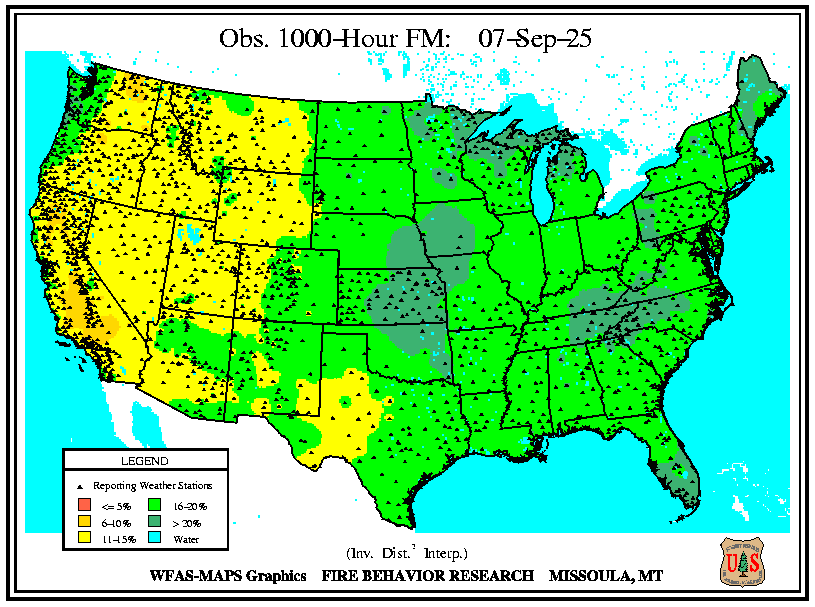 Obs. 1000-Hour FM: 07-Sep-25
LEGEND
Reporting Weather Stations
<= 5% 16-20%
6-10% > 20%
11-15% Water
(Inv. Dist.² Interp.)
WFAS-MAPS Graphics FIRE BEHAVIOR RESEARCH MISSOULA, MT
U S